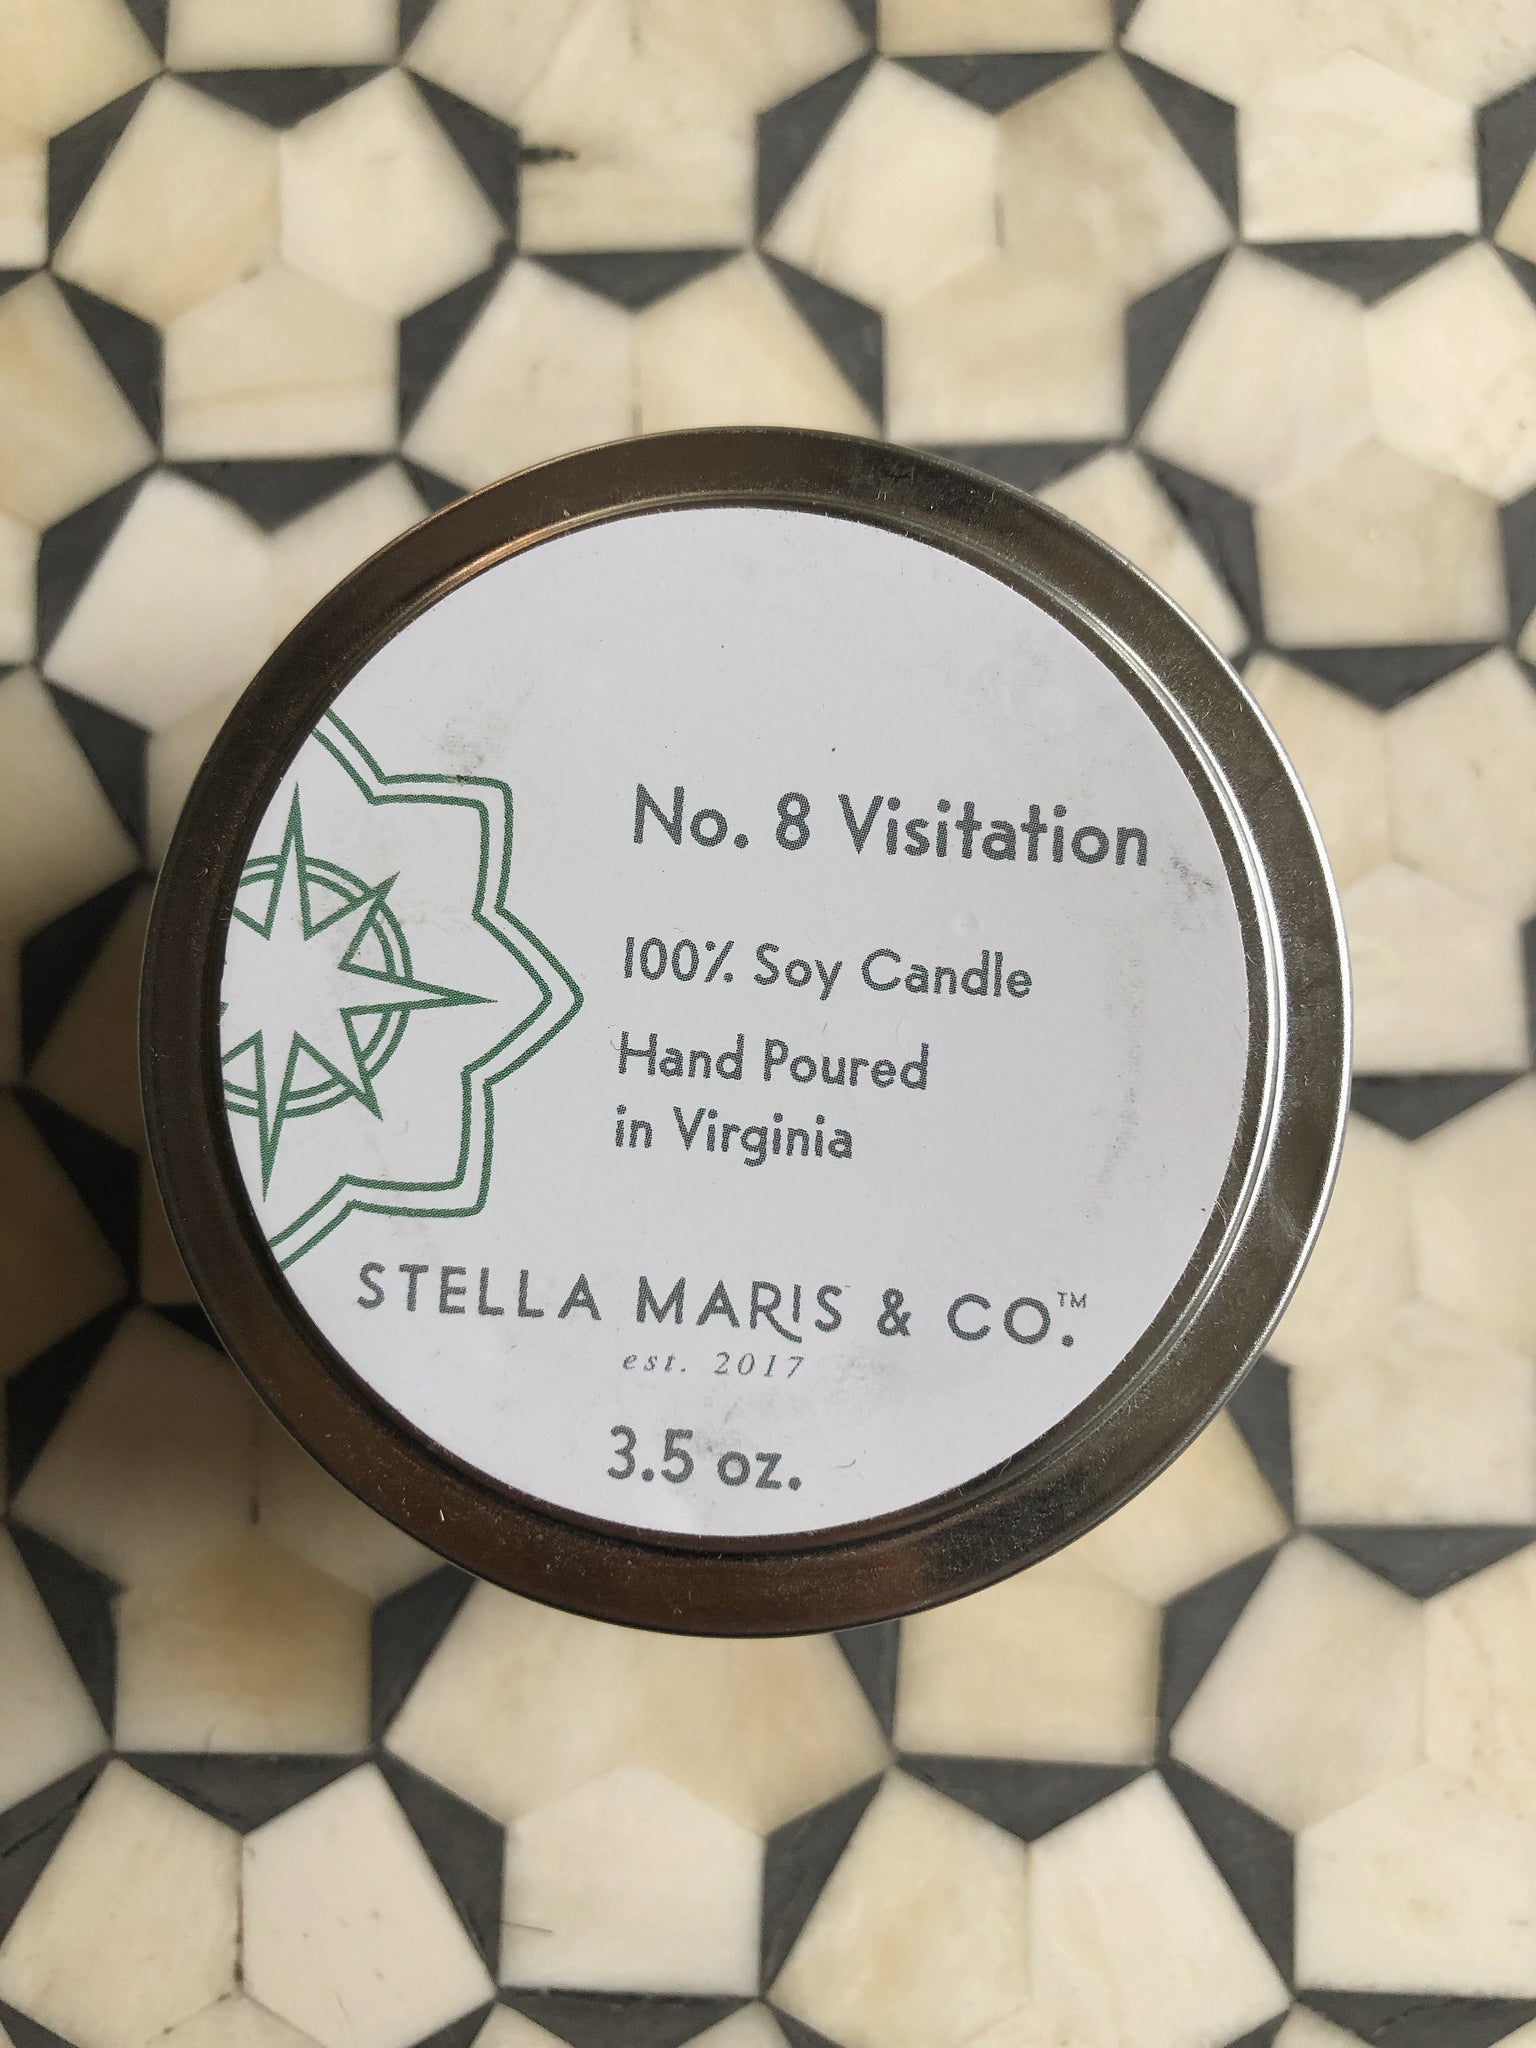 No. 8 Visitation
100% Soy Candle
Hand Poured
in Virginia
STELLA MARIS & CO.™
est. 2017
3.5 oz.